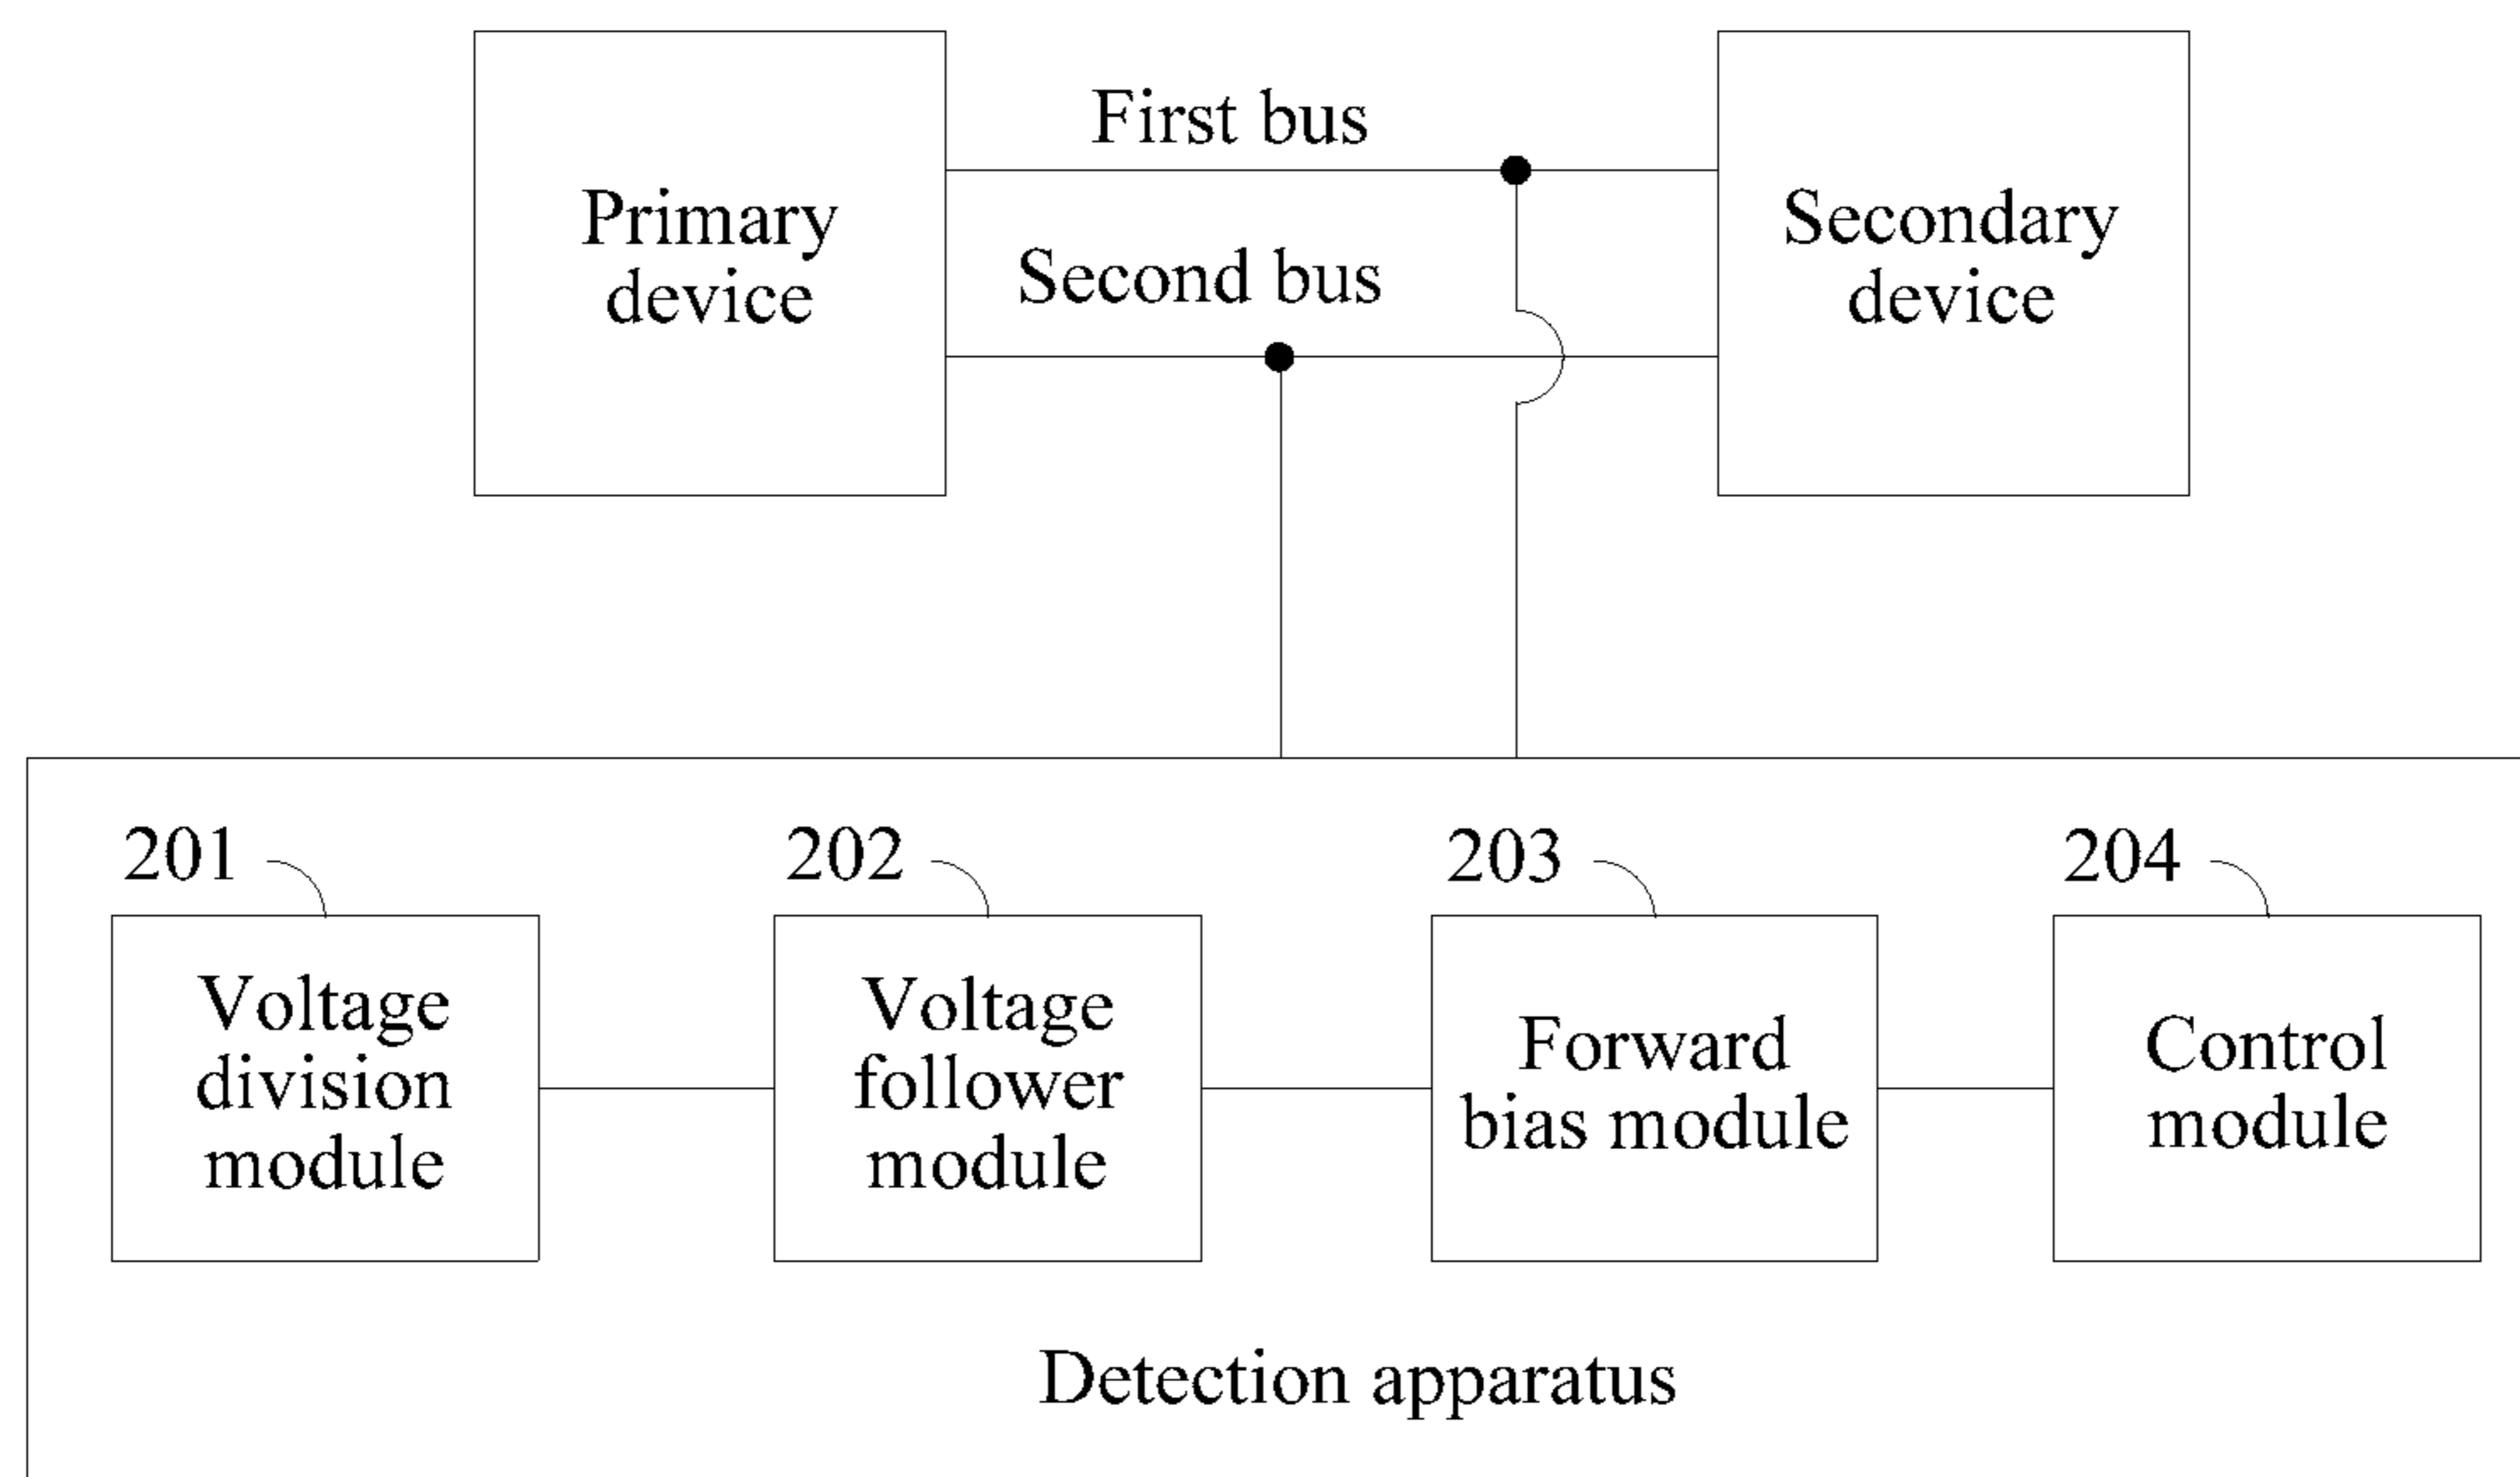 First bus
Primary
device
Second bus
Secondary
device
201
202
203
204
Voltage
division
module
Voltage
follower
module
Forward
bias module
Control
module
Detection apparatus